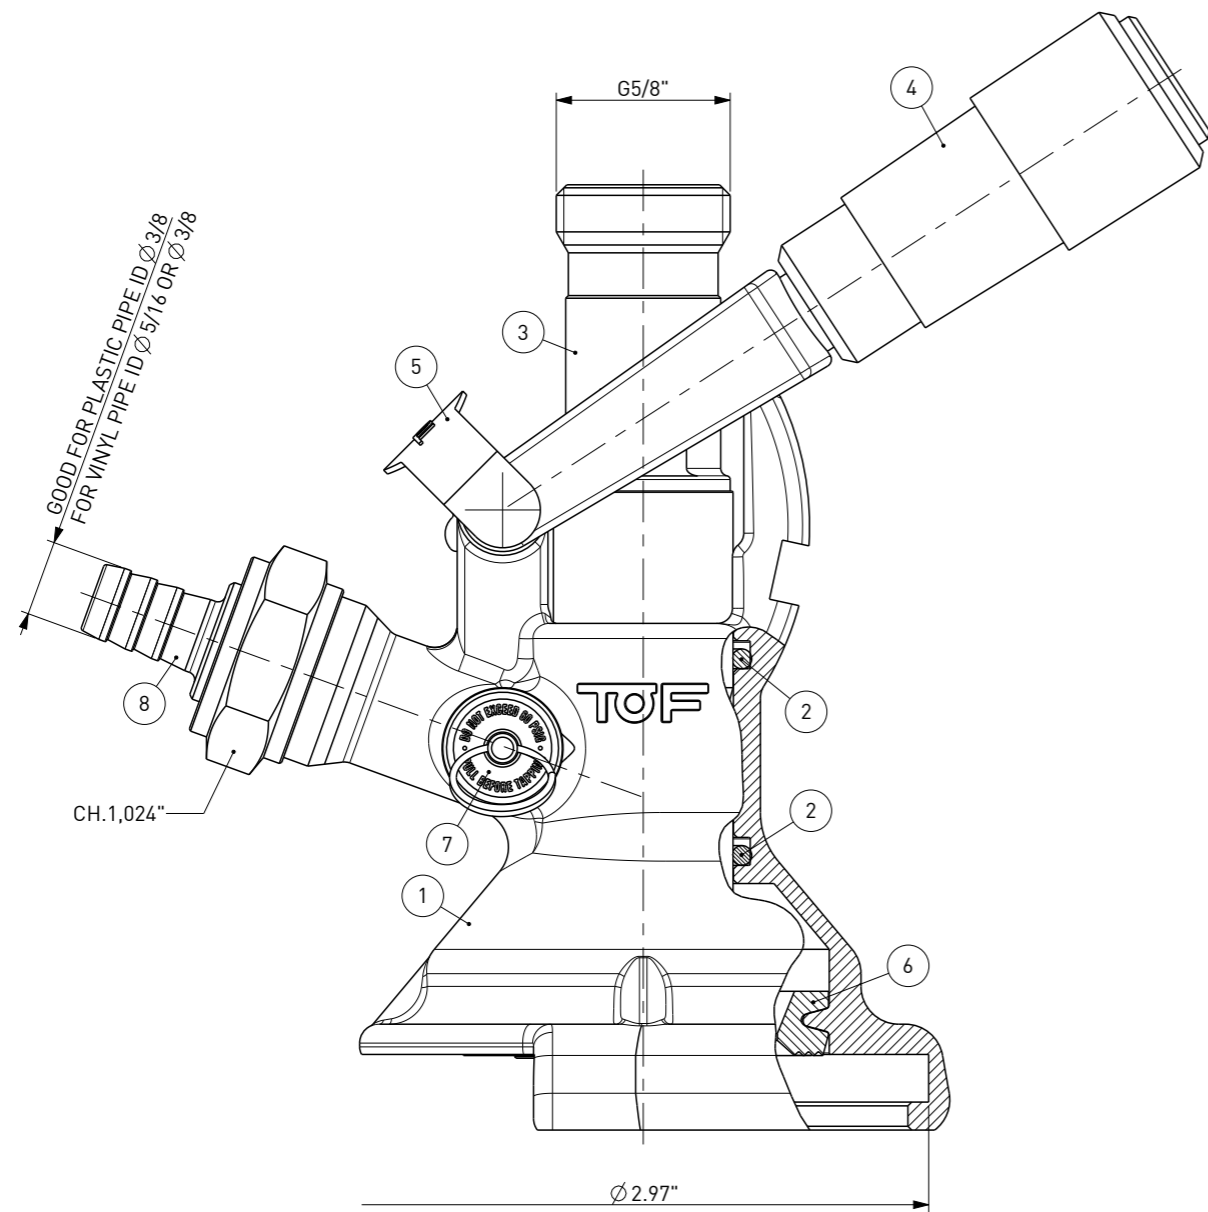 G5/8"
4
GOOD FOR PLASTIC PIPE ID ∅3/8
FOR VINYL PIPE ID ∅5/16 OR ∅3/8
3
5
8
2
TOF
DO NOT EXCEED 60 PSIG
PULL BEFORE TAPPING
CH.1,024"
7
2
1
6
∅2.97"